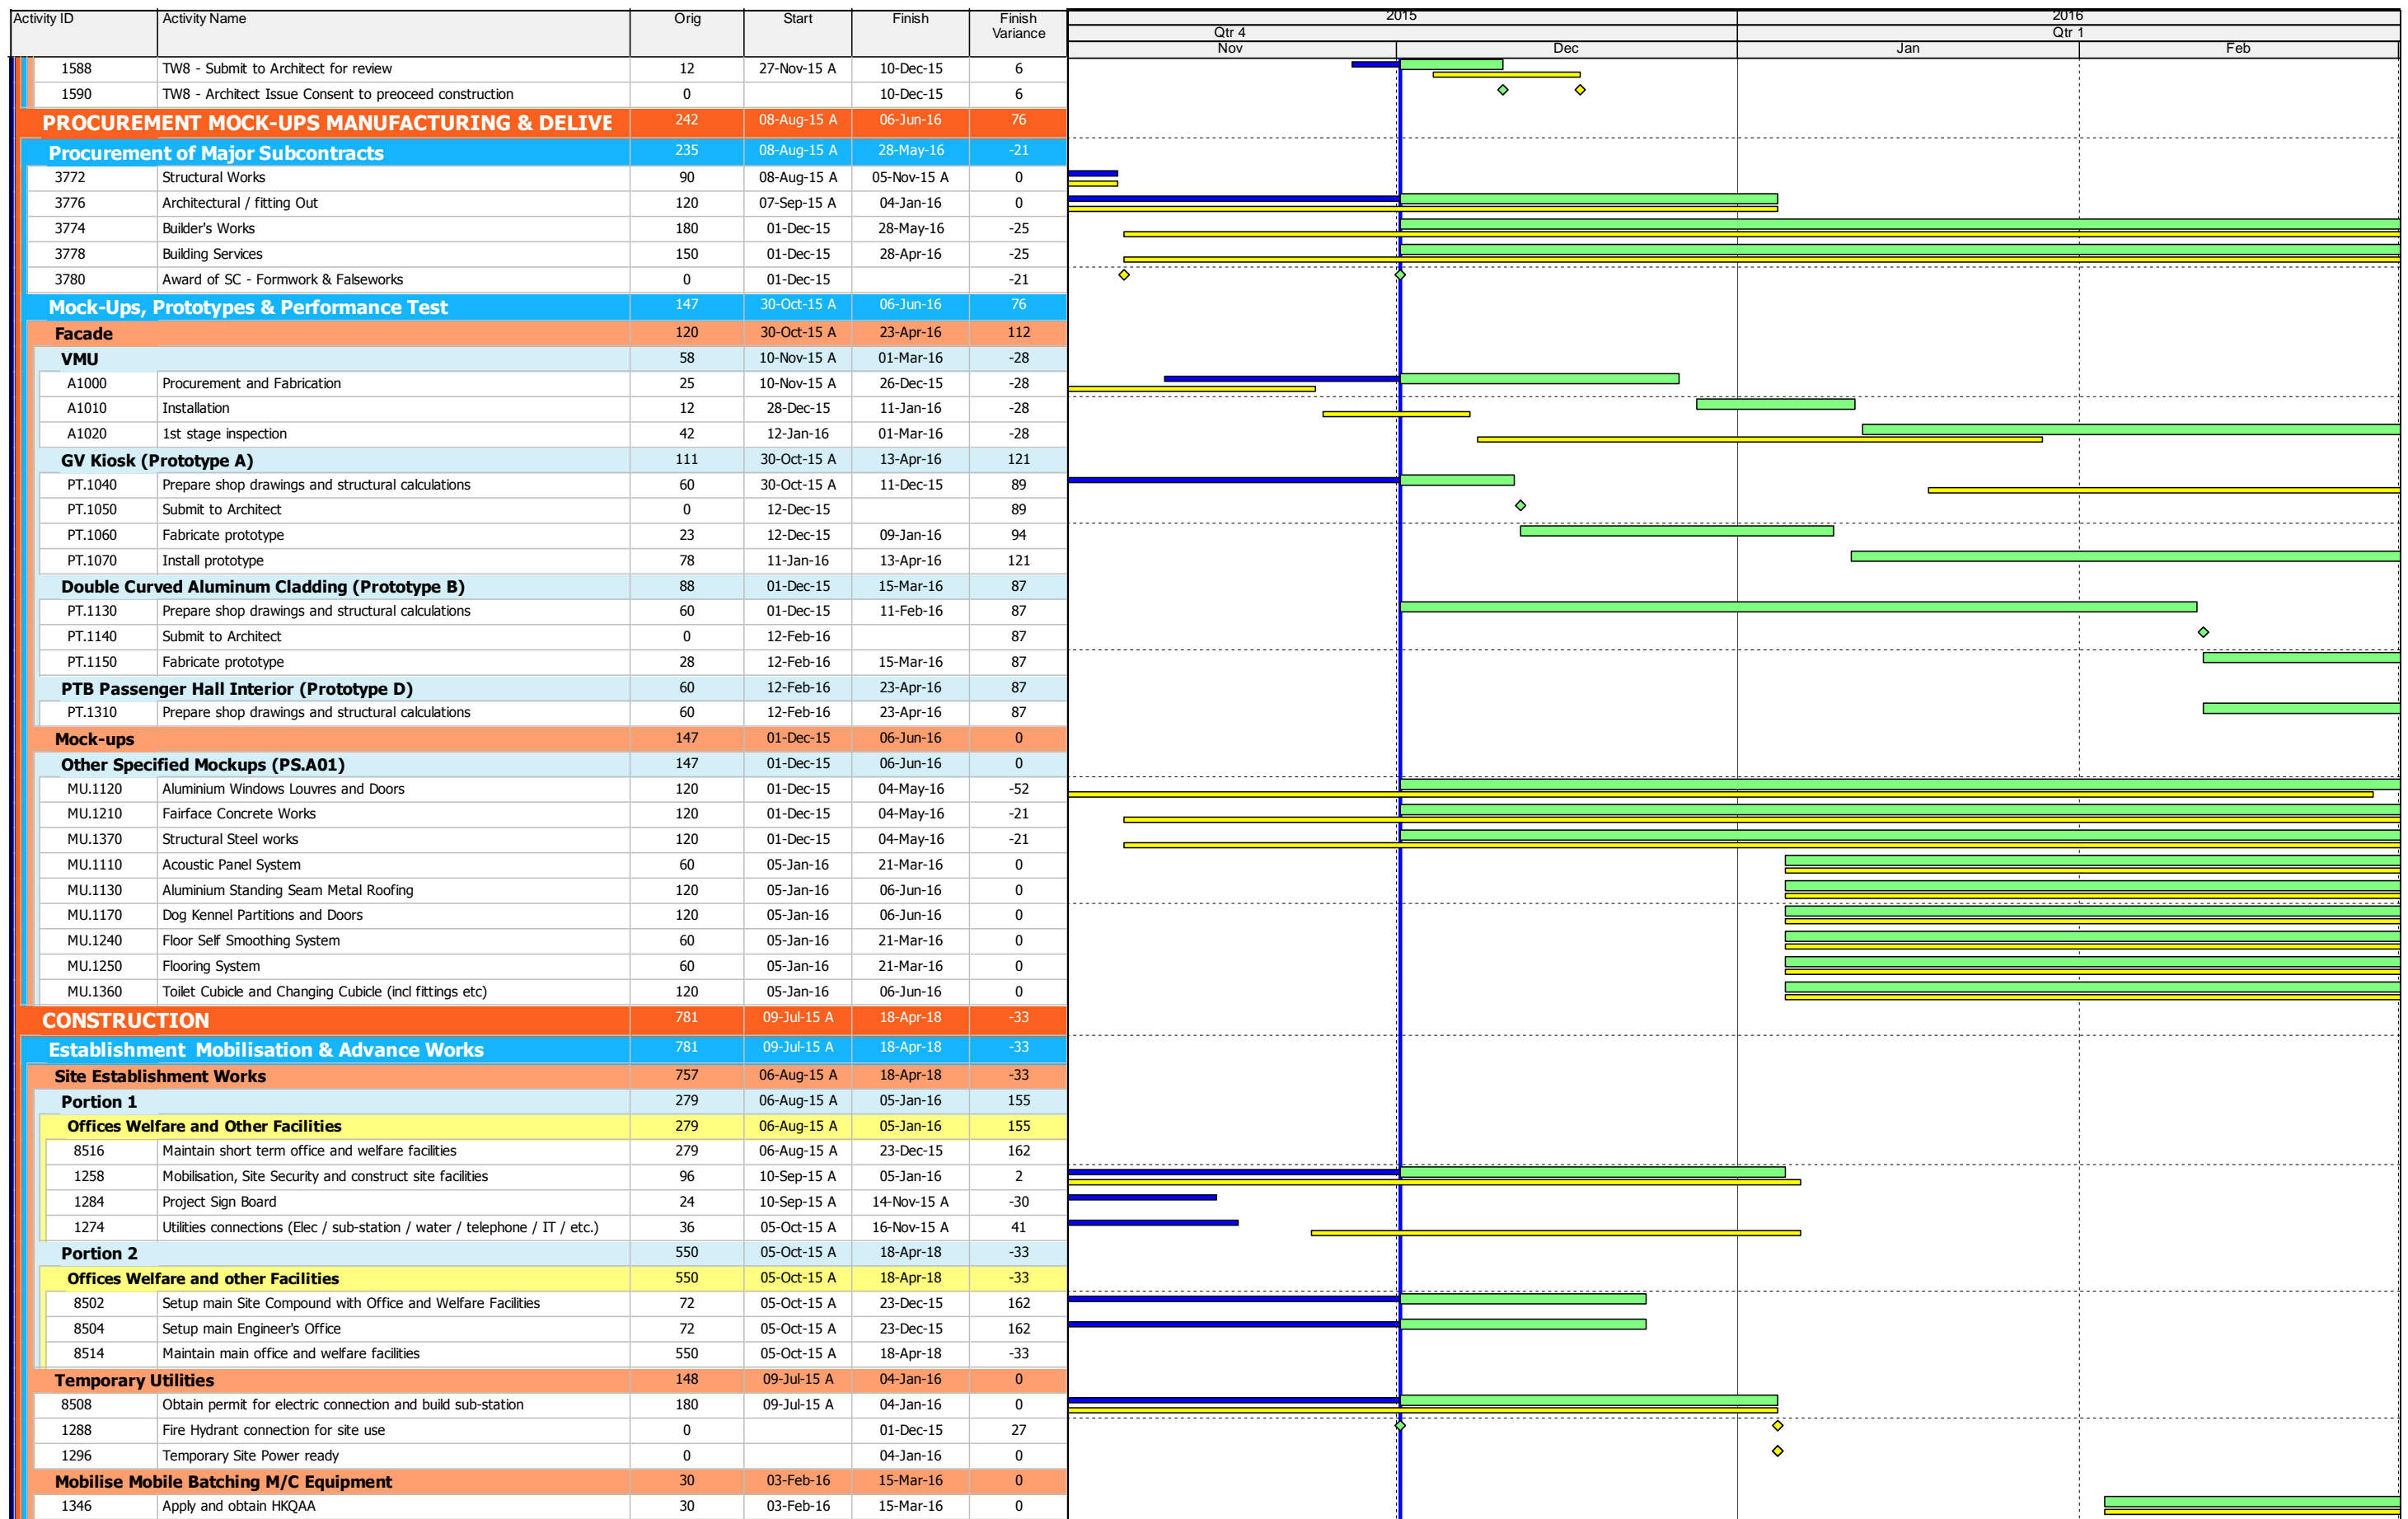 Activity ID Activity Name Orig Start Finish Finish Variance 2015 2016
Qtr 4 Qtr 1
Nov Dec Jan Feb
1588 TW8 - Submit to Architect for review 12 27-Nov-15 A 10-Dec-15 6
1590 TW8 - Architect Issue Consent to preoceed construction 0 10-Dec-15 6
PROCUREMENT MOCK-UPS MANUFACTURING & DELIVE 242 08-Aug-15 A 06-Jun-16 76
Procurement of Major Subcontracts 235 08-Aug-15 A 28-May-16 -21
3772 Structural Works 90 08-Aug-15 A 05-Nov-15 A 0
3776 Architectural / fitting Out 120 07-Sep-15 A 04-Jan-16 0
3774 Builder's Works 180 01-Dec-15 28-May-16 -25
3778 Building Services 150 01-Dec-15 28-Apr-16 -25
3780 Award of SC - Formwork & Falseworks 0 01-Dec-15 -21
Mock-Ups, Prototypes & Performance Test 147 30-Oct-15 A 06-Jun-16 76
Facade 120 30-Oct-15 A 23-Apr-16 112
VMU 58 10-Nov-15 A 01-Mar-16 -28
A1000 Procurement and Fabrication 25 10-Nov-15 A 26-Dec-15 -28
A1010 Installation 12 28-Dec-15 11-Jan-16 -28
A1020 1st stage inspection 42 12-Jan-16 01-Mar-16 -28
GV Kiosk (Prototype A) 111 30-Oct-15 A 13-Apr-16 121
PT.1040 Prepare shop drawings and structural calculations 60 30-Oct-15 A 11-Dec-15 89
PT.1050 Submit to Architect 0 12-Dec-15 89
PT.1060 Fabricate prototype 23 12-Dec-15 09-Jan-16 94
PT.1070 Install prototype 78 11-Jan-16 13-Apr-16 121
Double Curved Aluminum Cladding (Prototype B) 88 01-Dec-15 15-Mar-16 87
PT.1130 Prepare shop drawings and structural calculations 60 01-Dec-15 11-Feb-16 87
PT.1140 Submit to Architect 0 12-Feb-16 87
PT.1150 Fabricate prototype 28 12-Feb-16 15-Mar-16 87
PTB Passenger Hall Interior (Prototype D) 60 12-Feb-16 23-Apr-16 87
PT.1310 Prepare shop drawings and structural calculations 60 12-Feb-16 23-Apr-16 87
Mock-ups 147 01-Dec-15 06-Jun-16 0
Other Specified Mockups (PS.A01) 147 01-Dec-15 06-Jun-16 0
MU.1120 Aluminium Windows Louvres and Doors 120 01-Dec-15 04-May-16 -52
MU.1210 Fairface Concrete Works 120 01-Dec-15 04-May-16 -21
MU.1370 Structural Steel works 120 01-Dec-15 04-May-16 -21
MU.1110 Acoustic Panel System 60 05-Jan-16 21-Mar-16 0
MU.1130 Aluminium Standing Seam Metal Roofing 120 05-Jan-16 06-Jun-16 0
MU.1170 Dog Kennel Partitions and Doors 120 05-Jan-16 06-Jun-16 0
MU.1240 Floor Self Smoothing System 60 05-Jan-16 21-Mar-16 0
MU.1250 Flooring System 60 05-Jan-16 21-Mar-16 0
MU.1360 Toilet Cubicle and Changing Cubicle (incl fittings etc) 120 05-Jan-16 06-Jun-16 0
CONSTRUCTION 781 09-Jul-15 A 18-Apr-18 -33
Establishment Mobilisation & Advance Works 781 09-Jul-15 A 18-Apr-18 -33
Site Establishment Works 757 06-Aug-15 A 18-Apr-18 -33
Portion 1 279 06-Aug-15 A 05-Jan-16 155
Offices Welfare and Other Facilities 279 06-Aug-15 A 05-Jan-16 155
8516 Maintain short term office and welfare facilities 279 06-Aug-15 A 23-Dec-15 162
1258 Mobilisation, Site Security and construct site facilities 96 10-Sep-15 A 05-Jan-16 2
1284 Project Sign Board 24 10-Sep-15 A 14-Nov-15 A -30
1274 Utilities connections (Elec / sub-station / water / telephone / IT / etc.) 36 05-Oct-15 A 16-Nov-15 A 41
Portion 2 550 05-Oct-15 A 18-Apr-18 -33
Offices Welfare and other Facilities 550 05-Oct-15 A 18-Apr-18 -33
8502 Setup main Site Compound with Office and Welfare Facilities 72 05-Oct-15 A 23-Dec-15 162
8504 Setup main Engineer's Office 72 05-Oct-15 A 23-Dec-15 162
8514 Maintain main office and welfare facilities 550 05-Oct-15 A 18-Apr-18 -33
Temporary Utilities 148 09-Jul-15 A 04-Jan-16 0
8508 Obtain permit for electric connection and build sub-station 180 09-Jul-15 A 04-Jan-16 0
1288 Fire Hydrant connection for site use 0 01-Dec-15 27
1296 Temporary Site Power ready 0 04-Jan-16 0
Mobilise Mobile Batching M/C Equipment 30 03-Feb-16 15-Mar-16 0
1346 Apply and obtain HKQAA 30 03-Feb-16 15-Mar-16 0